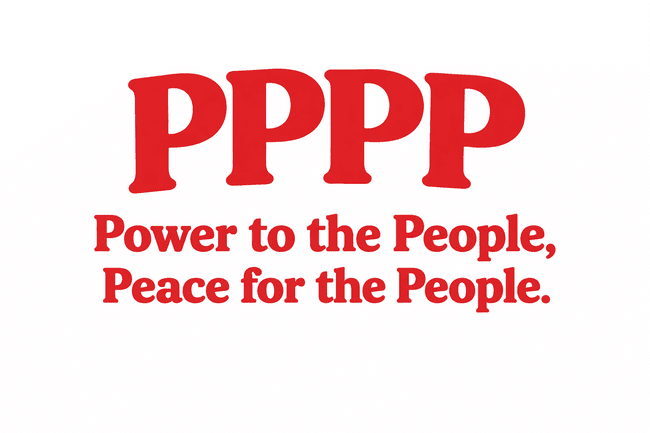 PPPP
Power to the People,
Peace for the People.